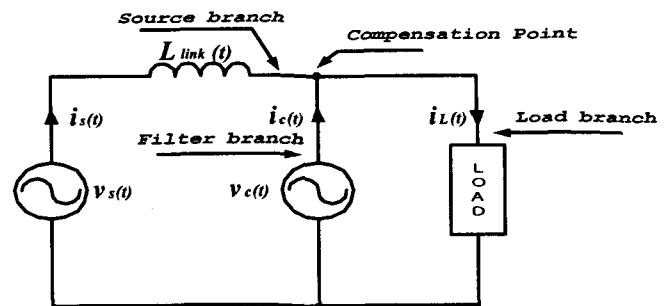 Source branch
Compensation Point
L link (t)
is(t)
ic(t)
iL(t)
Load branch
Filter branch
vs(t)
vc(t)
LOAD